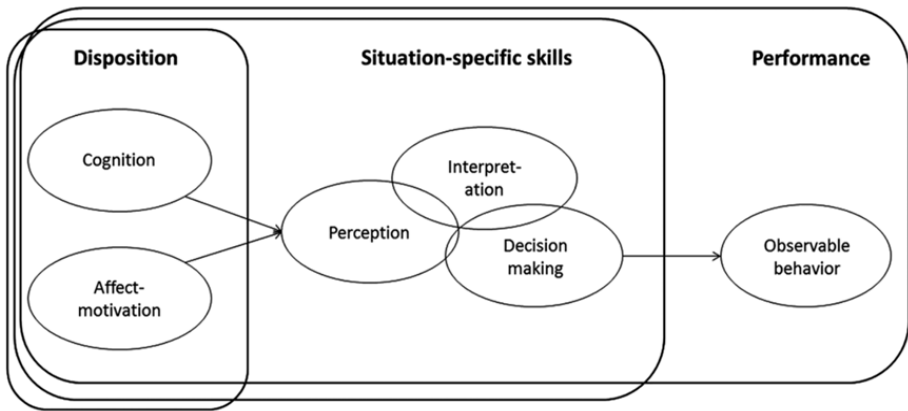 Disposition
Situation-specific skills
Performance
Cognition
Interpret-
ation
Perception
Decision
making
Observable
behavior
Affect-
motivation